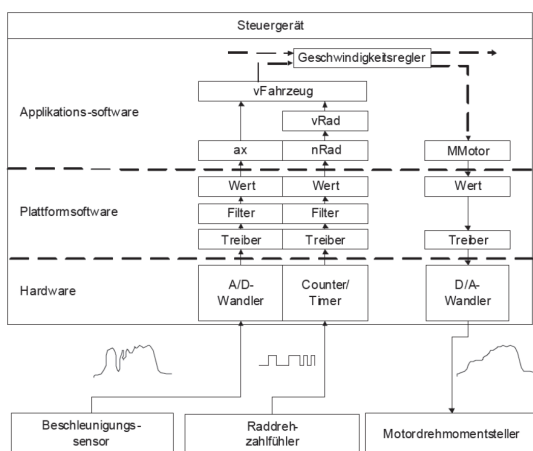 Steuergerät
Geschwindigkeitsregler
vFahrzeug
Applikations-software
vRad
ax nRad MMotor
Wert Wert Wert
Plattformsoftware
Filter Filter
Treiber Treiber Treiber
Hardware
A/D- Counter/ D/A-
Wandler Timer Wandler
Beschleunigungs- Raddreh- Motordrehmomentsteller
sensor zahlfühler